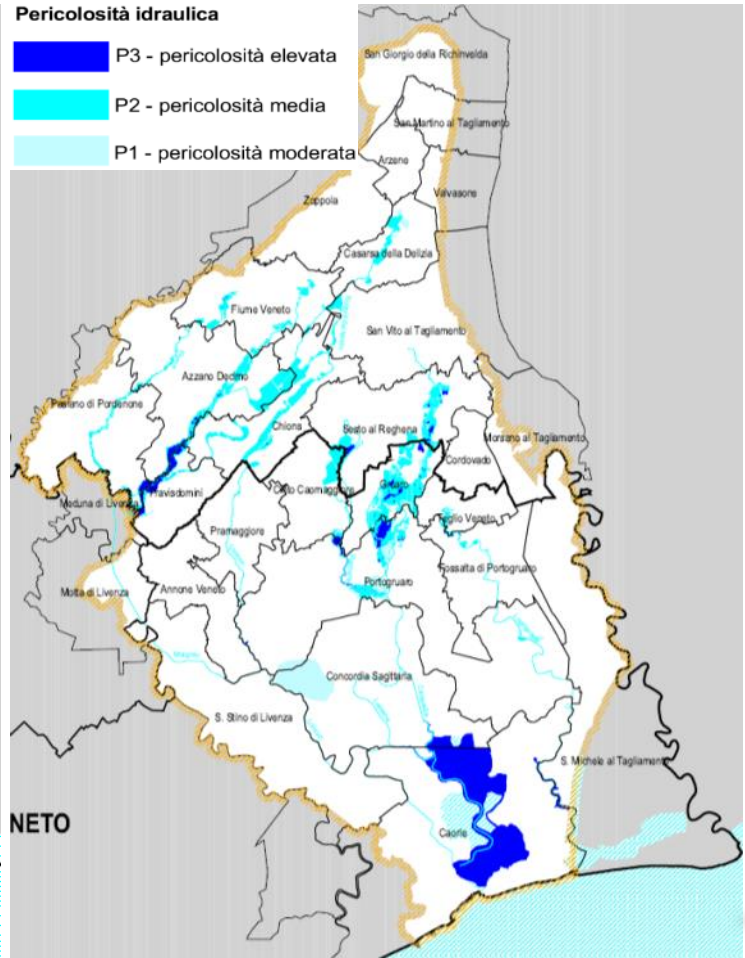 Pericolosità idraulica
P3 - pericolosità elevata
P2 - pericolosità media
P1 - pericolosità moderata
San Giorgio della Richinvelda
San Martino al Tagliamento
Arzene
Valvasone
Zoppola
Casarsa della Delizia
Fiume Veneto
San Vito al Tagliamento
Azzano Decimo
Pasiano di Pordenone
Chions
Sesto al Reghena
Morsano al Tagliamento
Cordovado
Meduna di Livenza
Pravisdomini
Cinto Caomaggiore
Gruaro
Pramaggiore
Teglio Veneto
Fossalta di Portogruaro
Motta di Livenza
Annone Veneto
Portogruaro
Concordia Sagittaria
S. Stino di Livenza
S. Michele al Tagliamento
NETO
Caorle